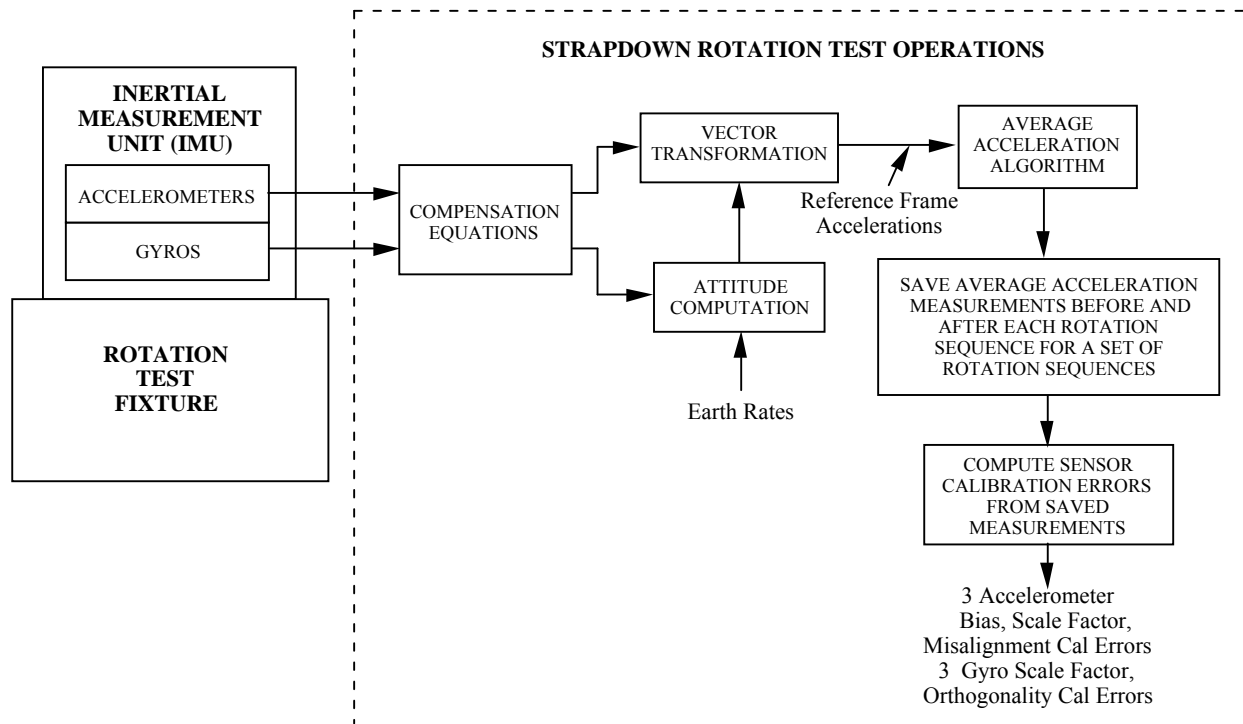 STRAPDOWN ROTATION TEST OPERATIONS
INERTIAL
MEASUREMENT
UNIT (IMU)
ACCELEROMETERS
GYROS
ROTATION
TEST
FIXTURE
COMPENSATION
EQUATIONS
VECTOR
TRANSFORMATION
ATTITUDE
COMPUTATION
Earth Rates
Reference Frame
Accelerations
AVERAGE
ACCELERATION
ALGORITHM
SAVE AVERAGE ACCELERATION
MEASUREMENTS BEFORE AND
AFTER EACH ROTATION
SEQUENCE FOR A SET OF
ROTATION SEQUENCES
COMPUTE SENSOR
CALIBRATION ERRORS
FROM SAVED
MEASUREMENTS
3 Accelerometer
Bias, Scale Factor,
Misalignment Cal Errors
3 Gyro Scale Factor,
Orthogonality Cal Errors